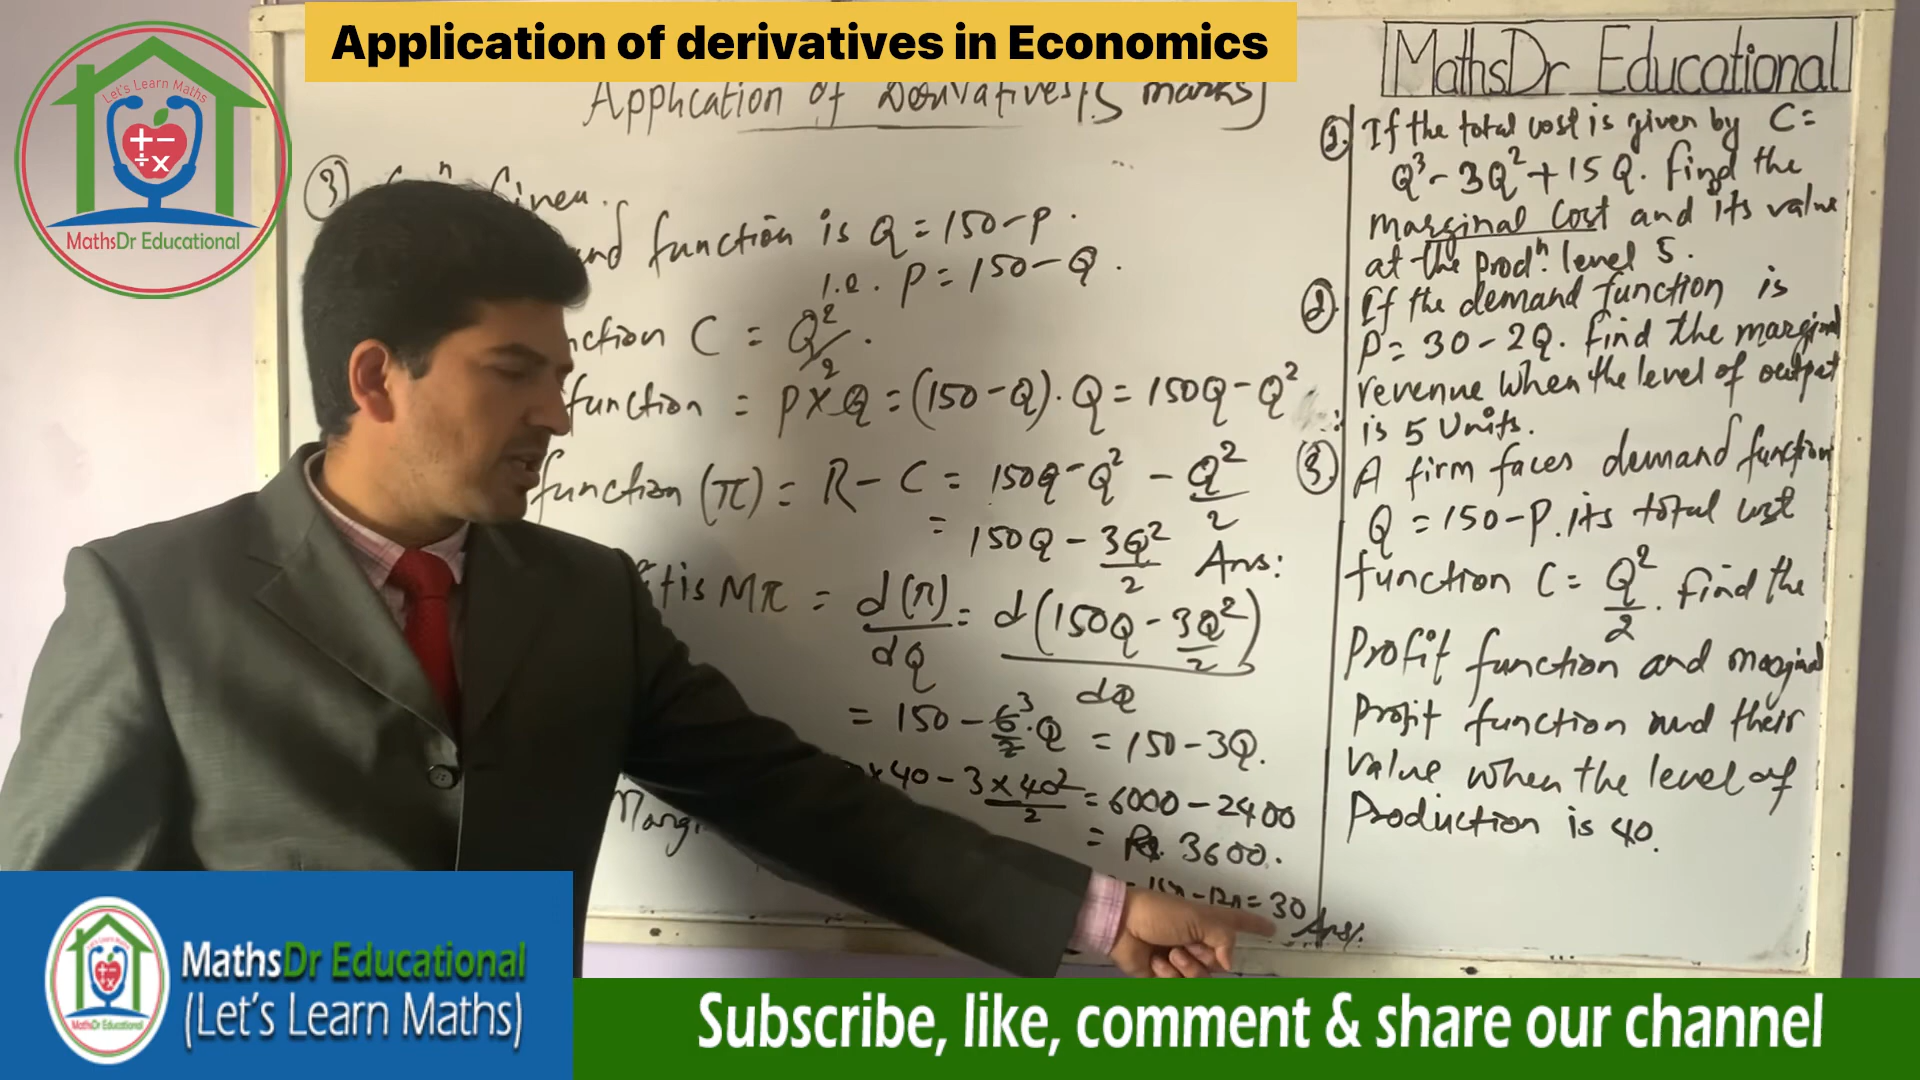 Application of derivatives in Economics
Let's Learn Maths
MathsDr Educational
Application of Derivatives [5 marks]
3) Given.
function is Q = 150 - P.
i.e. P = 150 - Q.
C = Q²/2.
function = P X Q = (150 - Q). Q = 150Q - Q²
function (π) = R - C = 150Q - Q² - Q²/2
= 150Q - 3Q²/2 Ans:
is Mπ = d(π)/dQ = d(150Q - 3Q²/2)/dQ
= 150 - 6/2 3 .Q = 150 - 3Q.
x 40 - 3 x 40²/2 = 6000 - 2400
= Rs. 3600.
= 30 Ans.
MathsDr Educational
1. If the total cost is given by C =
Q³ - 3Q² + 15Q. Find the
marginal Cost and its value
at the prodⁿ. level 5.
2. If the demand function is
P = 30 - 2Q. Find the marginal
revenue when the level of output
is 5 Units.
3. A firm faces demand function
Q = 150 - P. its total cost
function C = Q²/2. Find the
Profit function and marginal
Profit function and their
value when the level of
Production is 40.
MathsDr Educational
(Let's Learn Maths)
Subscribe, like, comment & share our channel